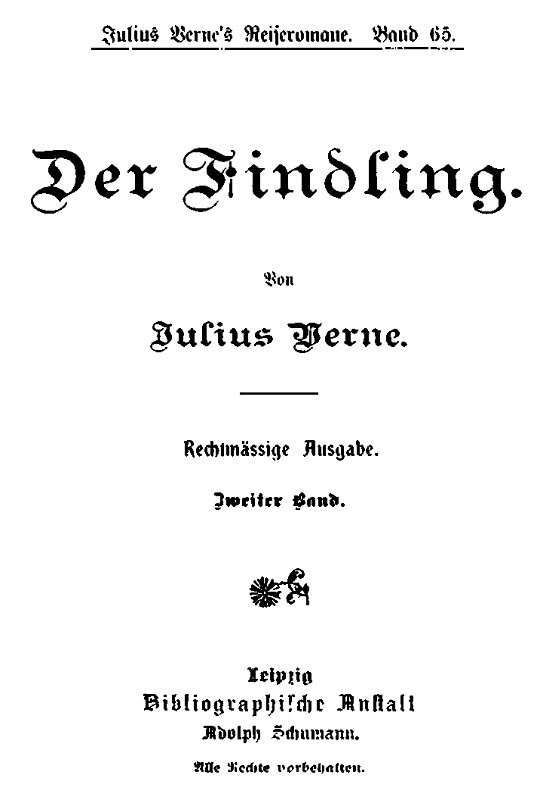 Julius Verne's Reiseromane. Band 65.
Der Findling.
Von
Julius Verne.
Rechtmässige Ausgabe.
Zweiter Band.
Leipzig
Bibliographische Anstalt
Adolph Schumann.
Alle Rechte vorbehalten.